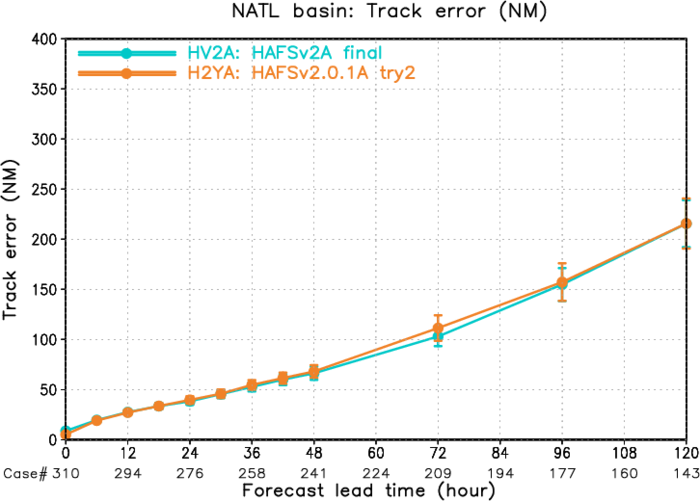 NATL basin: Track error (NM)
400
HV2A: HAFSv2A final
H2YA: HAFSv2.0.1A try2
350
300
250
200
150
100
50
0
Track error (NM)
0 12 24 36 48 60 72 84 96 108 120
Case# 310 294 276 258 241 224 209 194 177 160 143
Forecast lead time (hour)